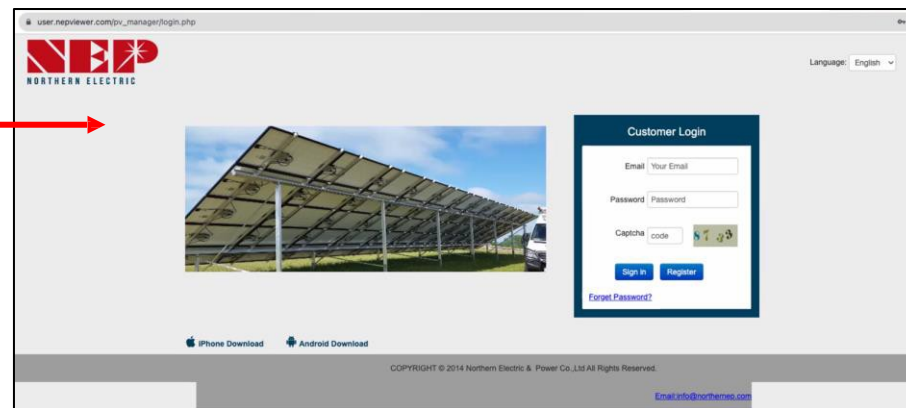 user.nepviewer.com/pv_manager/login.php
NEP
NORTHERN ELECTRIC
Language: English
Customer Login
Email Your Email
Password Password
Captcha code
Sign in Register
Forget Password?
iPhone Download Android Download
COPYRIGHT © 2014 Northern Electric & Power Co.,Ltd All Rights Reserved.
Email:info@northernep.com